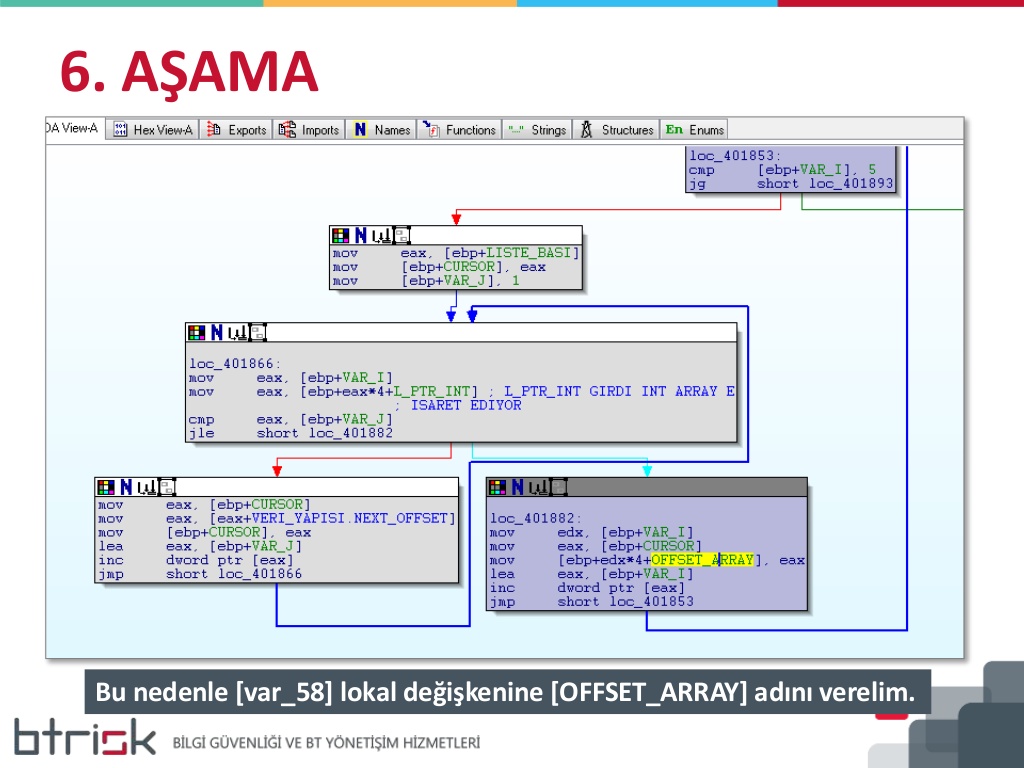 6. AŞAMA
DA View-A Hex View-A Exports Imports N Names Functions "..." Strings Structures En Enums
loc_401853:
cmp [ebp+VAR_I], 5
jg short loc_401893
mov eax, [ebp+LISTE_BASI]
mov [ebp+CURSOR], eax
mov [ebp+VAR_J], 1
loc_401866:
mov eax, [ebp+VAR_I]
mov eax, [ebp+eax*4+L_PTR_INT] ; L_PTR_INT GIRDI INT ARRAY E
; ISARET EDIYOR
cmp eax, [ebp+VAR_J]
jle short loc_401882
mov eax, [ebp+CURSOR]
mov eax, [eax+VERI_YAPISI.NEXT_OFFSET]
mov [ebp+CURSOR], eax
lea eax, [ebp+VAR_J]
inc dword ptr [eax]
jmp short loc_401866
loc_401882:
mov edx, [ebp+VAR_I]
mov eax, [ebp+CURSOR]
mov [ebp+edx*4+OFFSET_ARRAY], eax
lea eax, [ebp+VAR_I]
inc dword ptr [eax]
jmp short loc_401853
Bu nedenle [var_58] lokal değişkenine [OFFSET_ARRAY] adını verelim.
btrisk BİLGİ GÜVENLİĞİ VE BT YÖNETİŞİM HİZMETLERİ